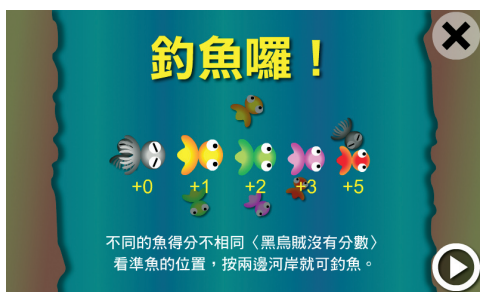 釣魚囉！
+0 +1 +2 +3 +5
不同的魚得分不相同〈黑烏賊沒有分數〉
看準魚的位置，按兩邊河岸就可釣魚。